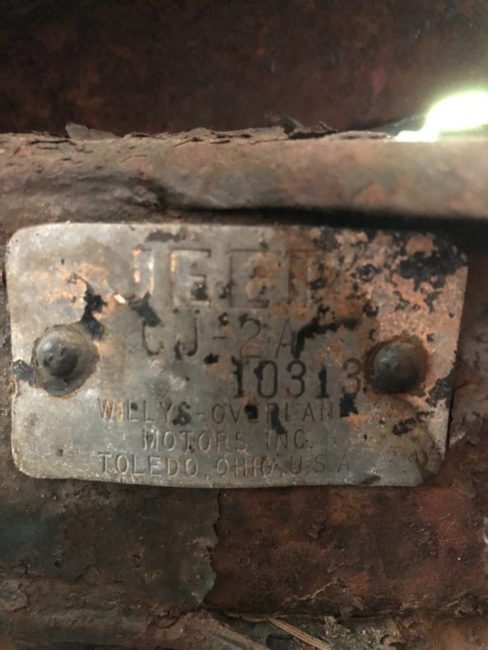 JEEP
CJ-2A
10313
WILLYS-OVERLAND
MOTORS, INC.
TOLEDO, OHIO, U.S.A.